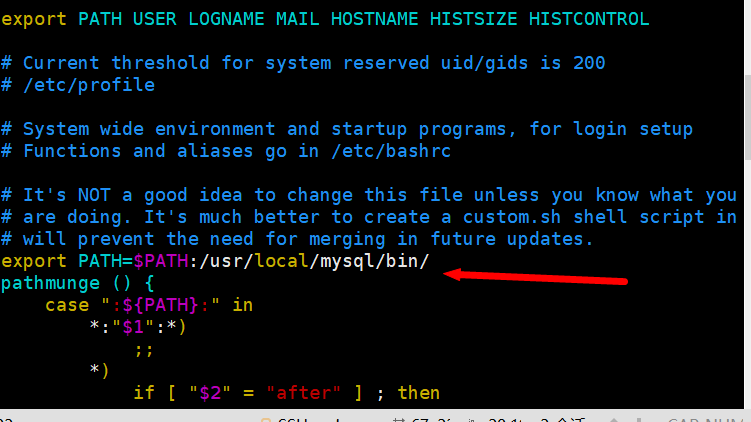 export PATH USER LOGNAME MAIL HOSTNAME HISTSIZE HISTCONTROL
# Current threshold for system reserved uid/gids is 200
# /etc/profile
# System wide environment and startup programs, for login setup
# Functions and aliases go in /etc/bashrc
# It's NOT a good idea to change this file unless you know what you
# are doing. It's much better to create a custom.sh shell script in
# will prevent the need for merging in future updates.
export PATH=$PATH:/usr/local/mysql/bin/
pathmunge () {
    case ":${PATH}:" in
        *:"$1":*)
            ;;
        *)
            if [ "$2" = "after" ] ; then